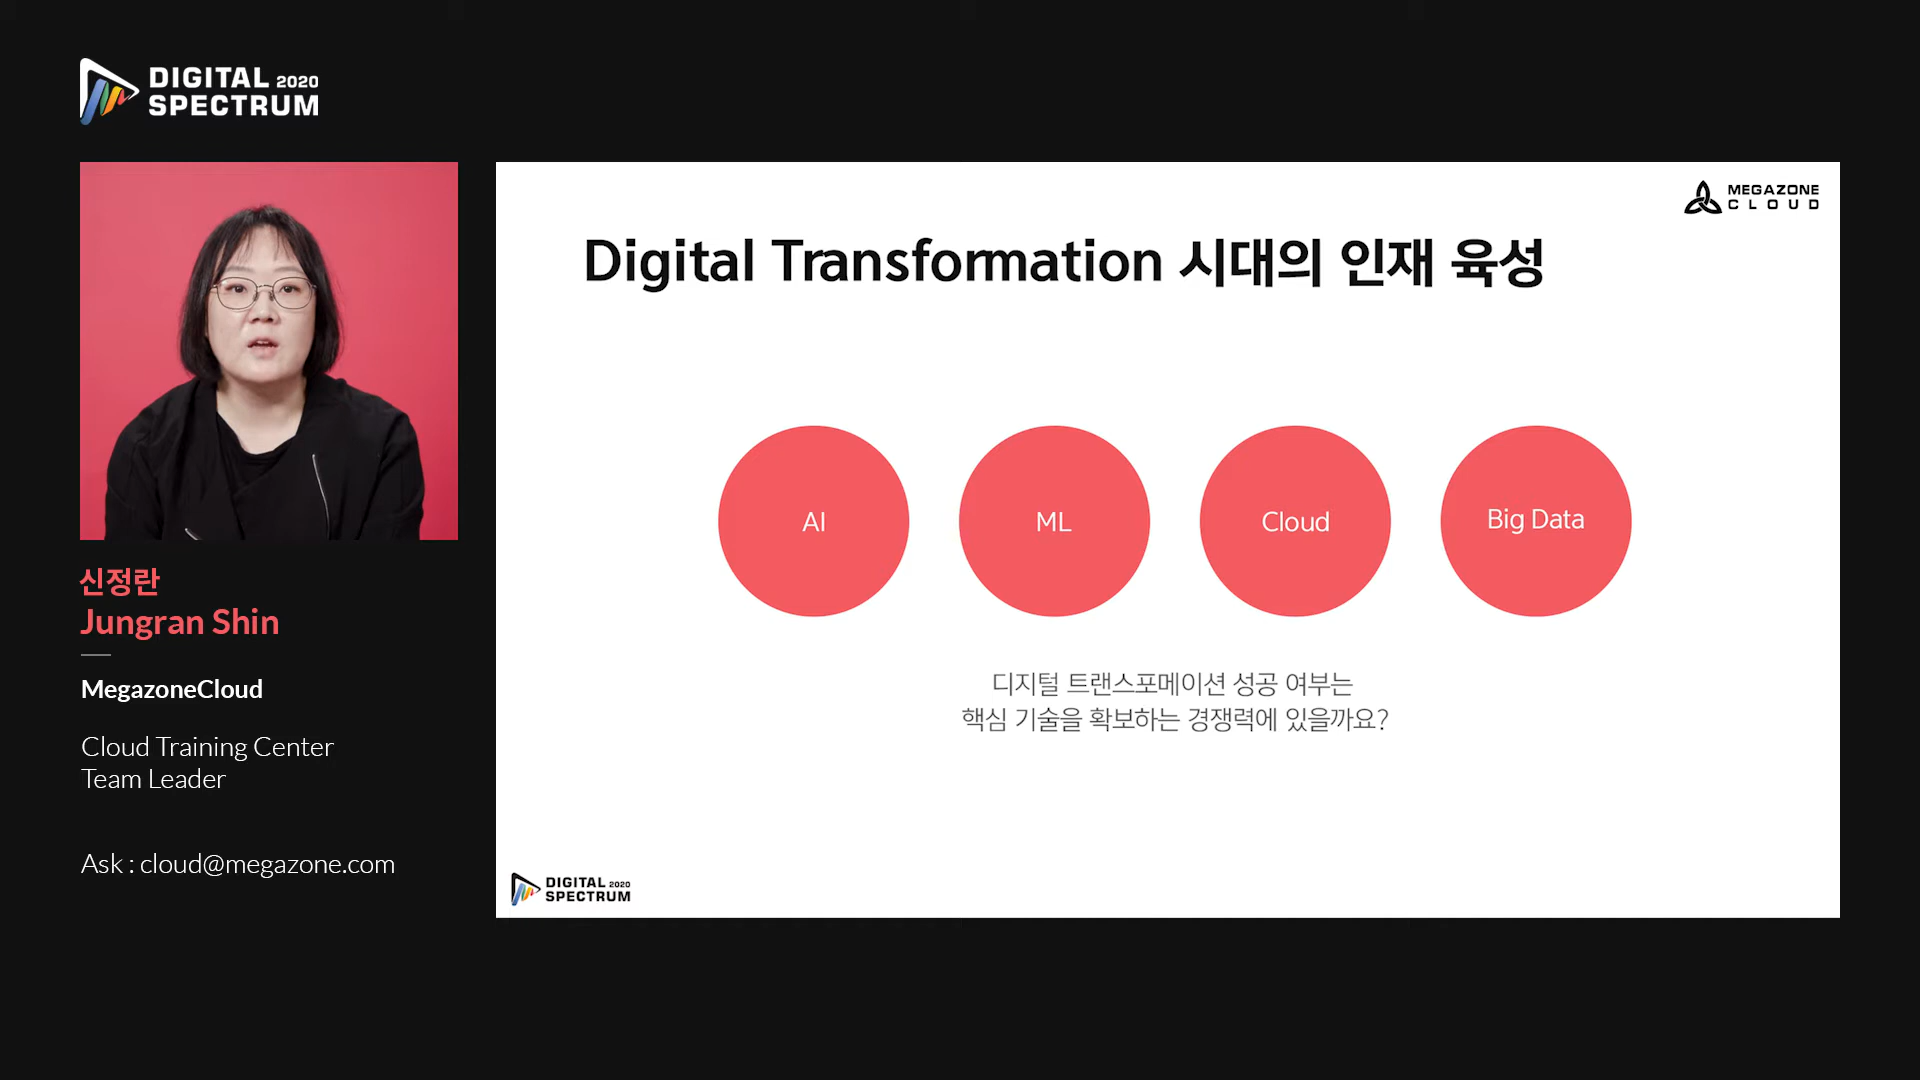 DIGITAL 2020
SPECTRUM
신정란
Jungran Shin
MegazoneCloud
Cloud Training Center
Team Leader
Ask : cloud@megazone.com
MEGAZONE
CLOUD
Digital Transformation 시대의 인재 육성
AI
ML
Cloud
Big Data
디지털 트랜스포메이션 성공 여부는
핵심 기술을 확보하는 경쟁력에 있을까요?
DIGITAL 2020
SPECTRUM